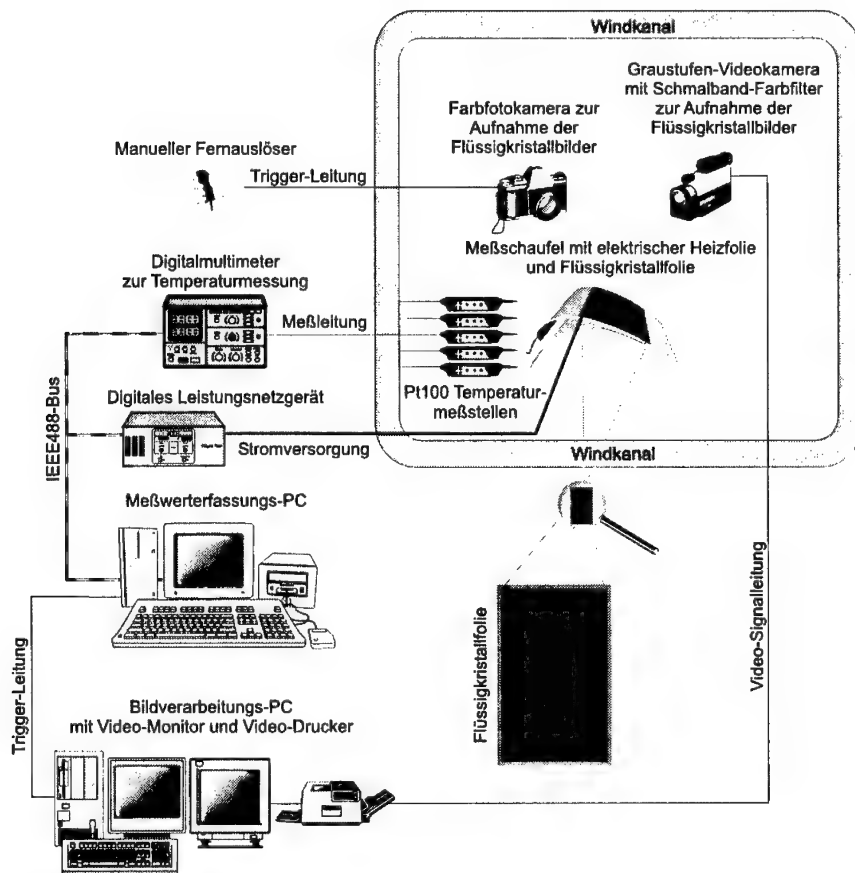 Windkanal
Graustufen-Videokamera
mit Schmalband-Farbfilter
zur Aufnahme der
Flüssigkristallbilder
Farbfotokamera zur
Aufnahme der
Flüssigkristallbilder
Manueller Fernauslöser
Trigger-Leitung
Meßschaufel mit elektrischer Heizfolie
und Flüssigkristallfolie
Digitalmultimeter
zur Temperaturmessung
Meßleitung
Pt100 Temperatur-
meßstellen
Digitales Leistungsnetzgerät
Stromversorgung
IEEE488-Bus
Windkanal
Meßwerterfassungs-PC
Flüssigkristallfolie
Video-Signalleitung
Trigger-Leitung
Bildverarbeitungs-PC
mit Video-Monitor und Video-Drucker